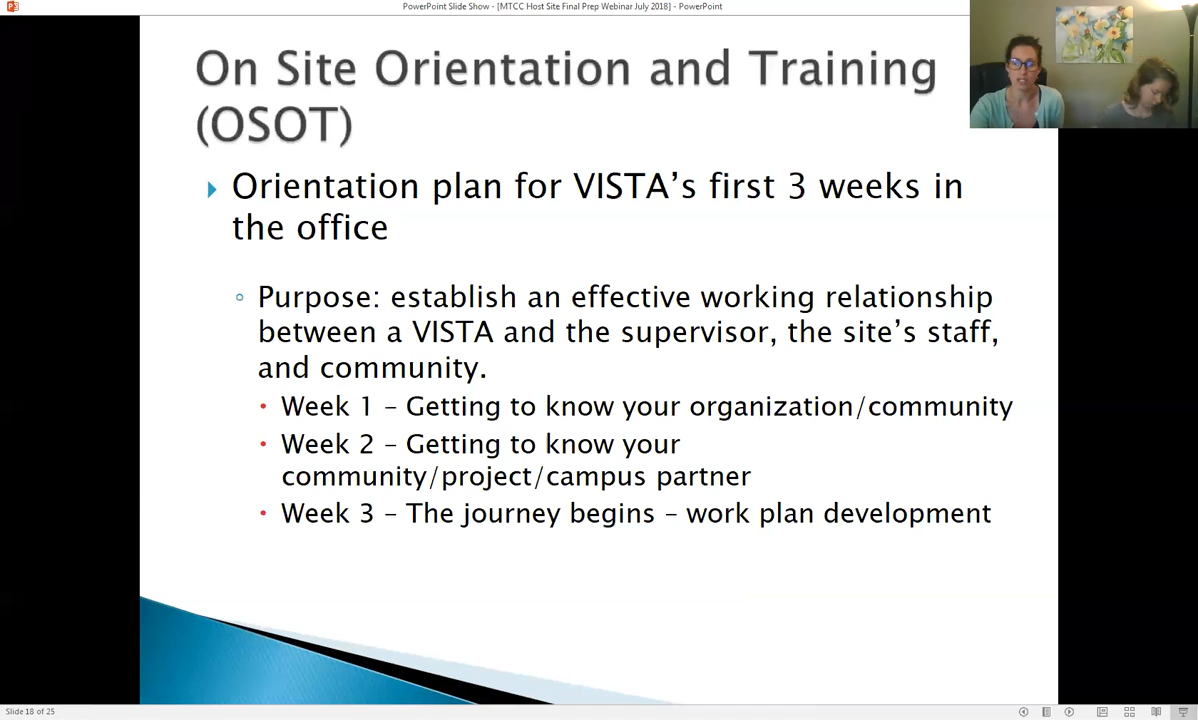 PowerPoint Slide Show - [MTCC Host Site Final Prep Webinar July 2018] - PowerPoint
On Site Orientation and Training
(OSOT)
Orientation plan for VISTA’s first 3 weeks in
the office
Purpose: establish an effective working relationship
between a VISTA and the supervisor, the site’s staff,
and community.
Week 1 – Getting to know your organization/community
Week 2 – Getting to know your
community/project/campus partner
Week 3 – The journey begins – work plan development
Slide 18 of 25